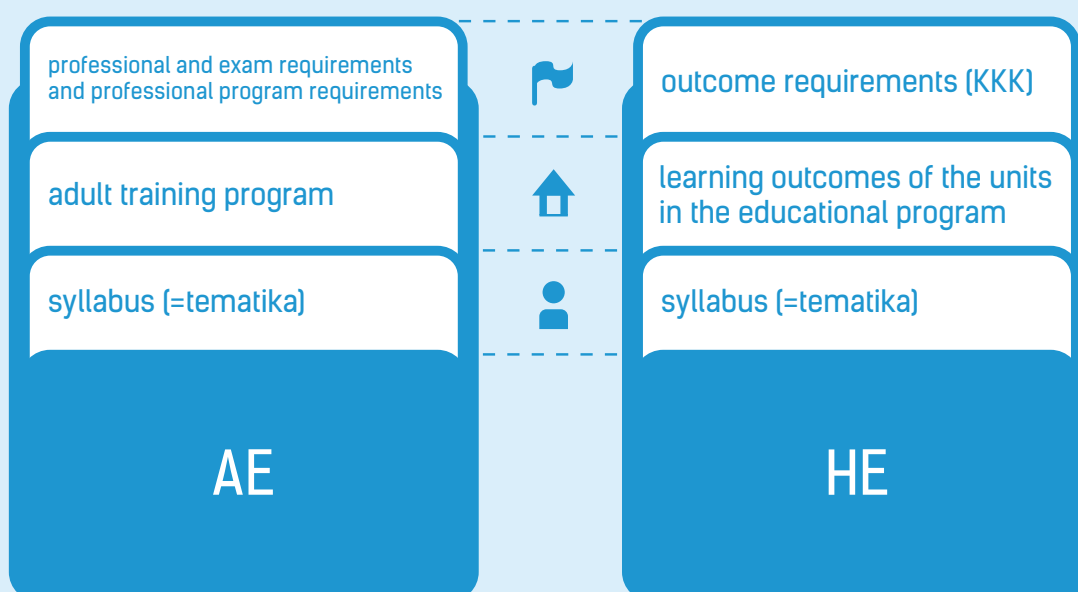 professional and exam requirements
and professional program requirements
adult training program
syllabus (=tematika)
AE
outcome requirements (KKK)
learning outcomes of the units
in the educational program
syllabus (=tematika)
HE